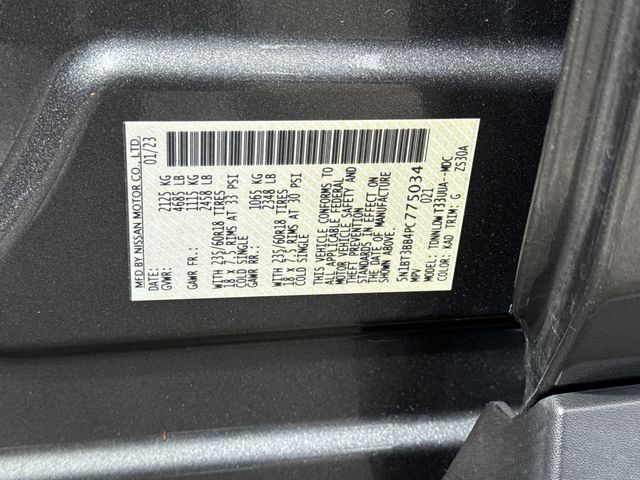 MFD BY NISSAN MOTOR CO., LTD.
DATE: 01/23
GVWR: 2125 KG
4685 LB
GAWR FR.: 1115 KG
2458 LB
WITH 235/60R18 TIRES
18 X 7.5 RIMS AT 33 PSI
COLD SINGLE
GAWR RR.: 1065 KG
2348 LB
WITH 235/60R18 TIRES
18 X 7.5 RIMS AT 30 PSI
COLD SINGLE
THIS VEHICLE CONFORMS TO
ALL APPLICABLE FEDERAL
MOTOR VEHICLE SAFETY AND
THEFT PREVENTION
STANDARDS IN EFFECT ON
THE DATE OF MANUFACTURE
SHOWN ABOVE.
5N1BT3BB4PC775034
MPV 021
MODEL:
COLOR: KAD TRIM: G ZS30A